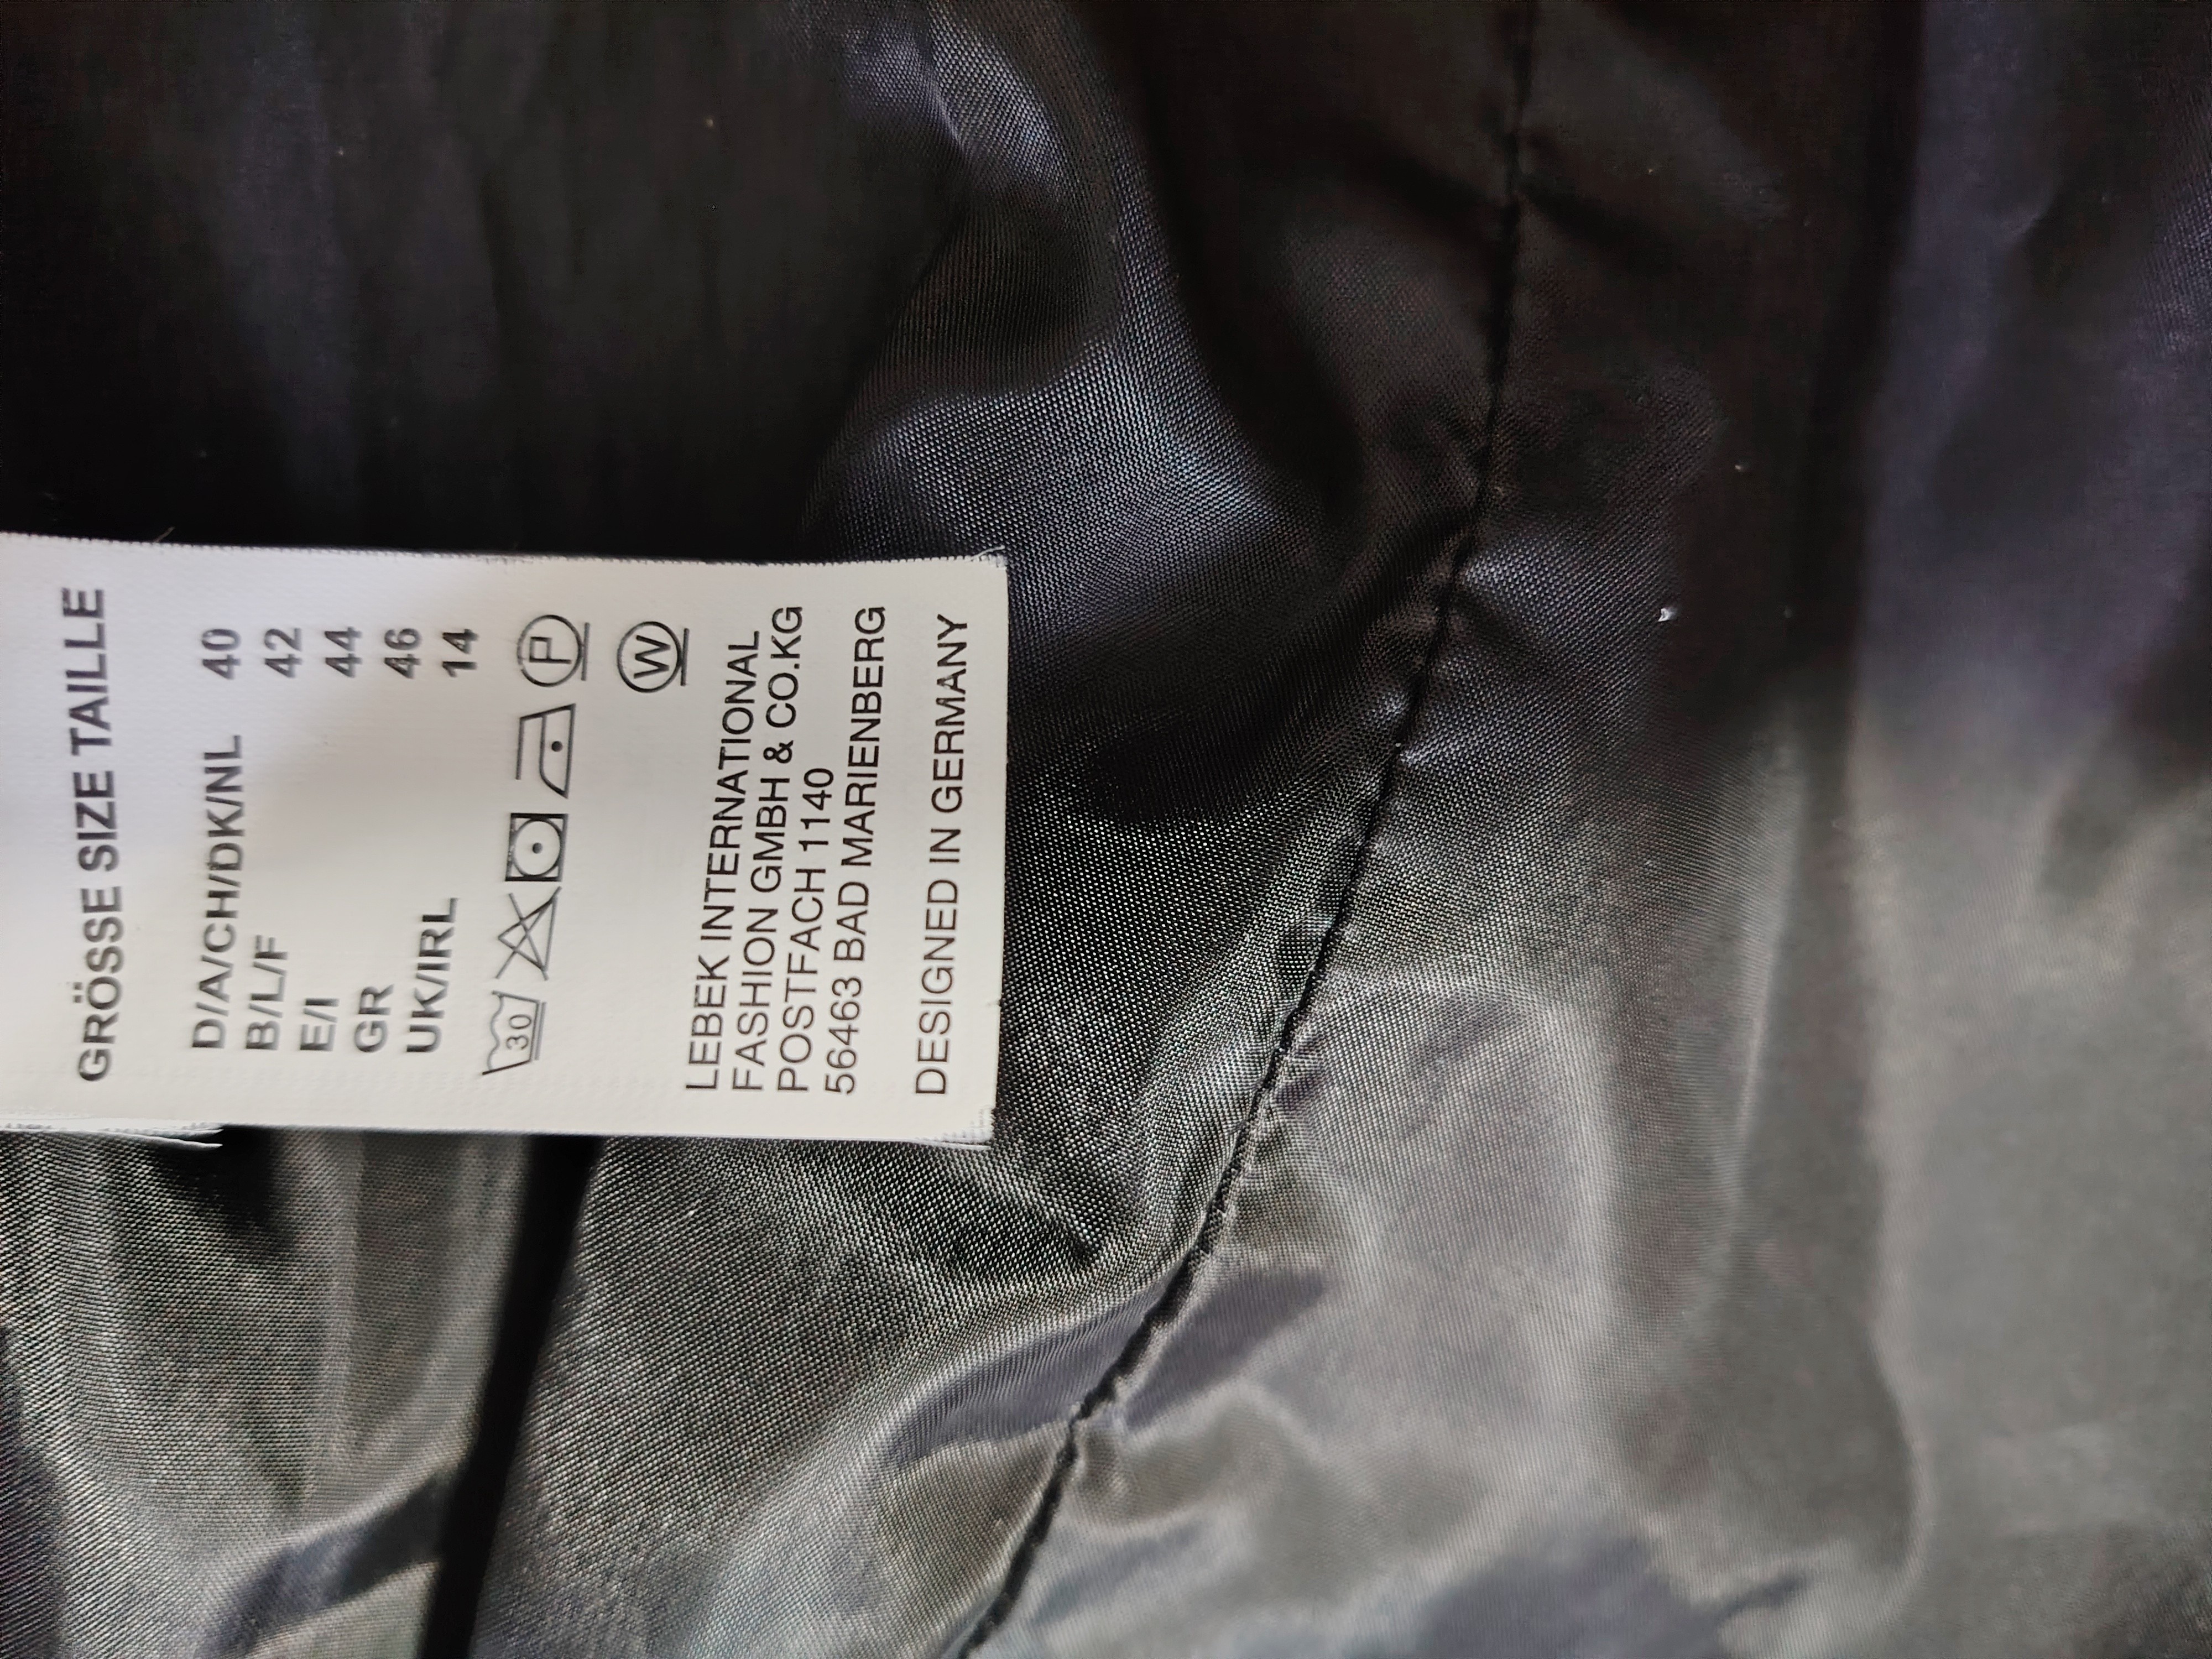 GRÖSSE SIZE TAILLE
D/A/CH/DK/NL 40
B/L/F 42
E/I 44
GR 46
UK/IRL 14
30 P
W
LEBEK INTERNATIONAL
FASHION GMBH & CO.KG
POSTFACH 1140
56463 BAD MARIENBERG
DESIGNED IN GERMANY